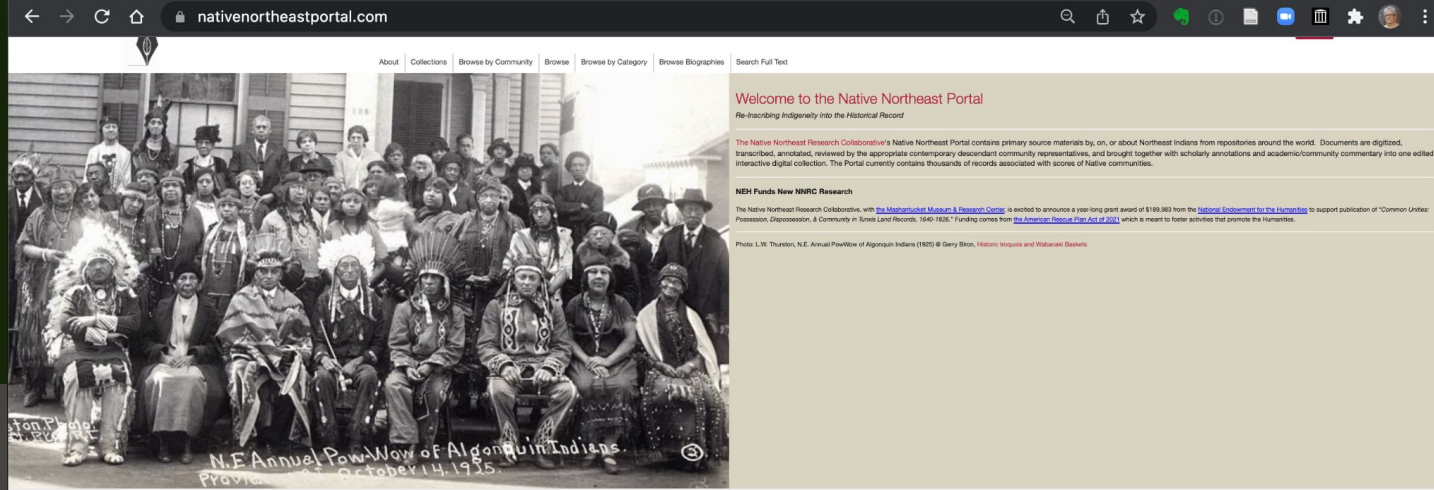 nativenortheastportal.com
About
Collections
Browse by Community
Browse
Browse by Category
Browse Biographies
Search Full Text
Welcome to the Native Northeast Portal
Re-Inscribing Indigeneity into the Historical Record
The Native Northeast Research Collaborative's Native Northeast Portal contains primary source materials by, on, or about Northeast Indians from repositories around the world. Documents are digitized,
transcribed, annotated, reviewed by the appropriate contemporary descendant community representatives, and brought together with scholarly annotations and academic/community commentary into one edited
interactive digital collection. The Portal currently contains thousands of records associated with scores of Native communities.
NEH Funds New NNRC Research
The Native Northeast Research Collaborative, with the Mashantucket Museum & Research Center, is excited to announce a year-long grant award of $189,983 from the National Endowment for the Humanities to support publication of "Common Unities:
Possession, Dispossession, & Community in Tunxis Land Records, 1640-1826." Funding comes from the American Rescue Plan Act of 2021 which is meant to foster activities that promote the Humanities.
Photo: L.W. Thurston, N.E. Annual PowWow of Algonquin Indians (1925) @ Gerry Biron, Historic Iroquois and Wabanaki Baskets
N.E Annual Pow-Wow of Algonquin Indians.
October 14. 1925.